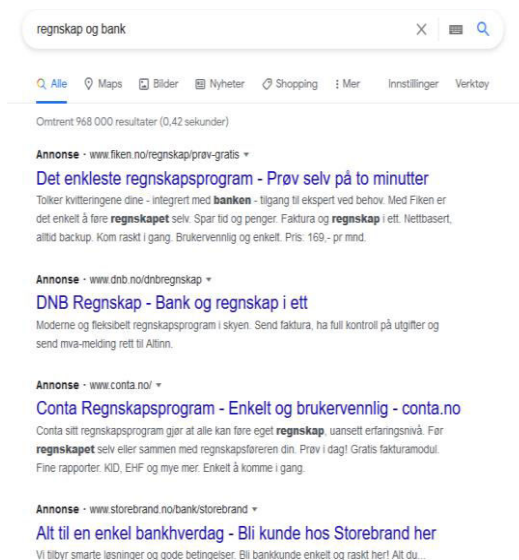 regnskap og bank
Alle Maps Bilder Nyheter Shopping Mer Innstillinger Verktøy
Omtrent 968 000 resultater (0,42 sekunder)
Annonse · www.fiken.no/regnskap/prøv-gratis
Det enkleste regnskapsprogram - Prøv selv på to minutter
Tolker kvitteringene dine - integrert med banken - tilgang til ekspert ved behov. Med Fiken er
det enkelt å føre regnskapet selv. Spar tid og penger. Faktura og regnskap i ett. Nettbasert,
alltid backup. Kom raskt i gang. Brukervennlig og enkelt. Pris: 169,- pr mnd.
Annonse · www.dnb.no/dnbregnskap
DNB Regnskap - Bank og regnskap i ett
Moderne og fleksibelt regnskapsprogram i skyen. Send faktura, ha full kontroll på utgifter og
send mva-melding rett til Altinn.
Annonse · www.conta.no/
Conta Regnskapsprogram - Enkelt og brukervennlig - conta.no
Conta sitt regnskapsprogram gjør at alle kan føre eget regnskap, uansett erfaringsnivå. Før
regnskapet selv eller sammen med regnskapsføreren din. Prøv i dag! Gratis fakturamodul.
Fine rapporter. KID, EHF og mye mer. Enkelt å komme i gang.
Annonse · www.storebrand.no/bank/storebrand
Alt til en enkel bankhverdag - Bli kunde hos Storebrand her
Vi tilbyr smarte løsninger og gode betingelser. Bli bankkunde enkelt og raskt her! Alt du...